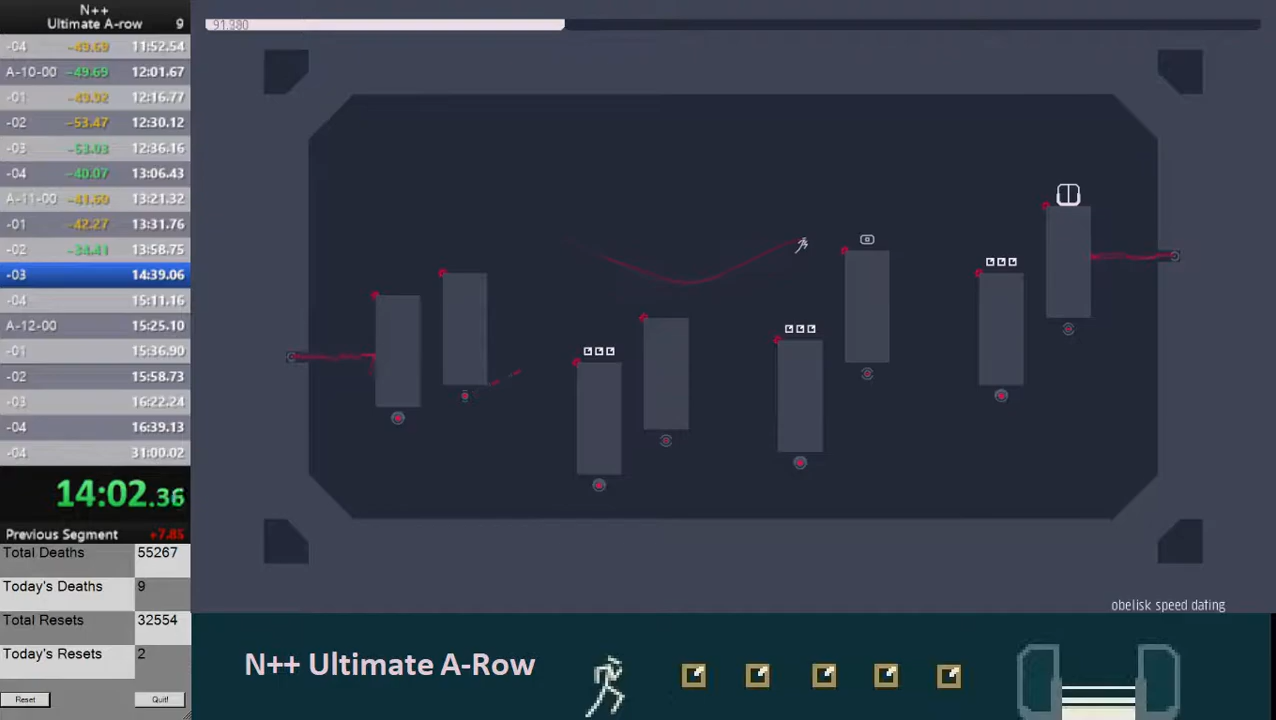 N++
Ultimate A-row 9
-04 -49.69 11:52.54
A-10-00 -49.69 12:01.67
-01 -49.92 12:16.77
-02 -53.47 12:30.12
-03 -53.03 12:36.16
-04 -40.07 13:06.43
A-11-00 -41.60 13:21.32
-01 -42.27 13:31.76
-02 -34.41 13:58.75
-03 14:39.06
-04 15:11.16
A-12-00 15:25.10
-01 15:36.90
-02 15:58.73
-03 16:22.24
-04 16:39.13
-04 31:00.02
14:02.36
Previous Segment +7.85
Total Deaths 55267
Today's Deaths 9
Total Resets 32554
Today's Resets 2
Reset Quit!
91.380
obelisk speed dating
N++ Ultimate A-Row